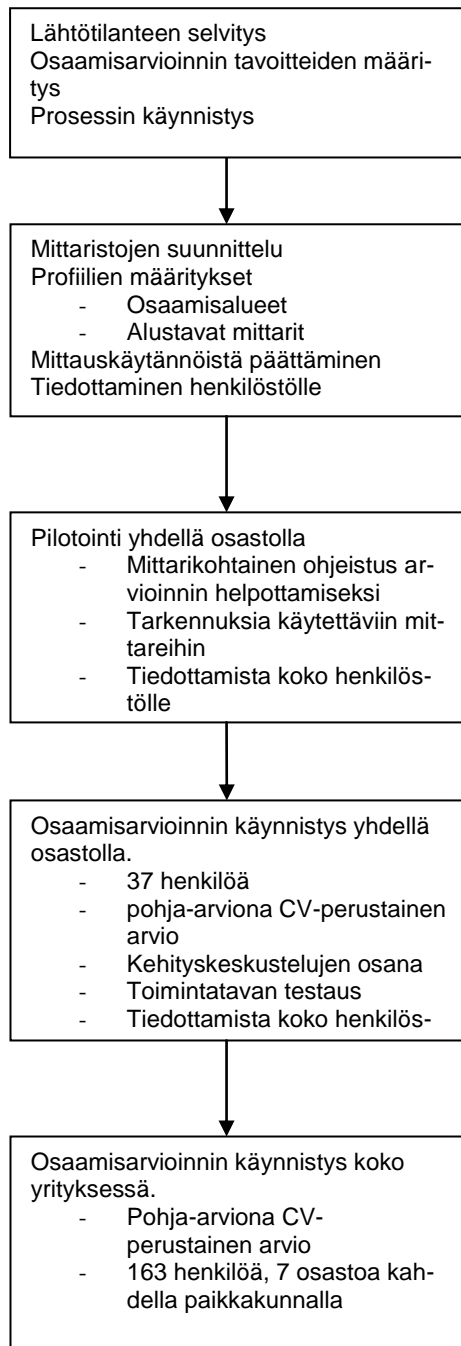 Lähtötilanteen selvitys
Osaamisarvioinnin tavoitteiden määri-
tys
Prosessin käynnistys
Mittaristojen suunnittelu
Profiilien määritykset
- Osaamisalueet
- Alustavat mittarit
Mittauskäytännöistä päättäminen
Tiedottaminen henkilöstölle
Pilotointi yhdellä osastolla
- Mittarikohtainen ohjeistus ar-
vioinnin helpottamiseksi
- Tarkennuksia käytettäviin mit-
tareihin
- Tiedottamista koko henkilös-
tölle
Osaamisarvioinnin käynnistys yhdellä
osastolla.
- 37 henkilöä
- pohja-arviona CV-perustainen
arvio
- Kehityskeskustelujen osana
- Toimintatavan testaus
- Tiedottamista koko henkilös-
Osaamisarvioinnin käynnistys koko
yrityksessä.
- Pohja-arviona CV-
perustainen arvio
- 163 henkilöä, 7 osastoa kah-
della paikkakunnalla